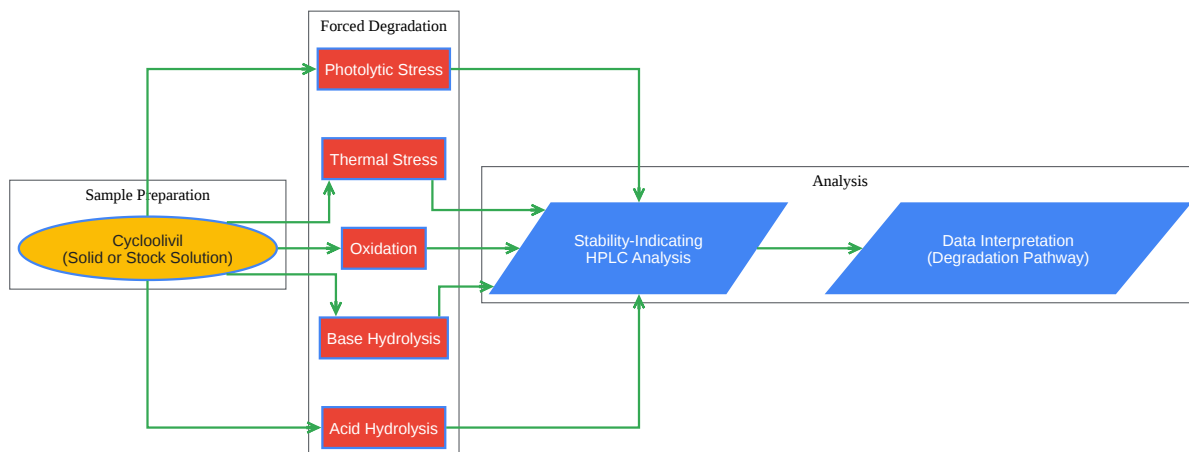 Forced Degradation
Photolytic Stress
Thermal Stress
Sample Preparation
Analysis
Cycloolivil
(Solid or Stock Solution)
Oxidation
Stability-Indicating
HPLC Analysis
Data Interpretation
(Degradation Pathway)
Base Hydrolysis
Acid Hydrolysis